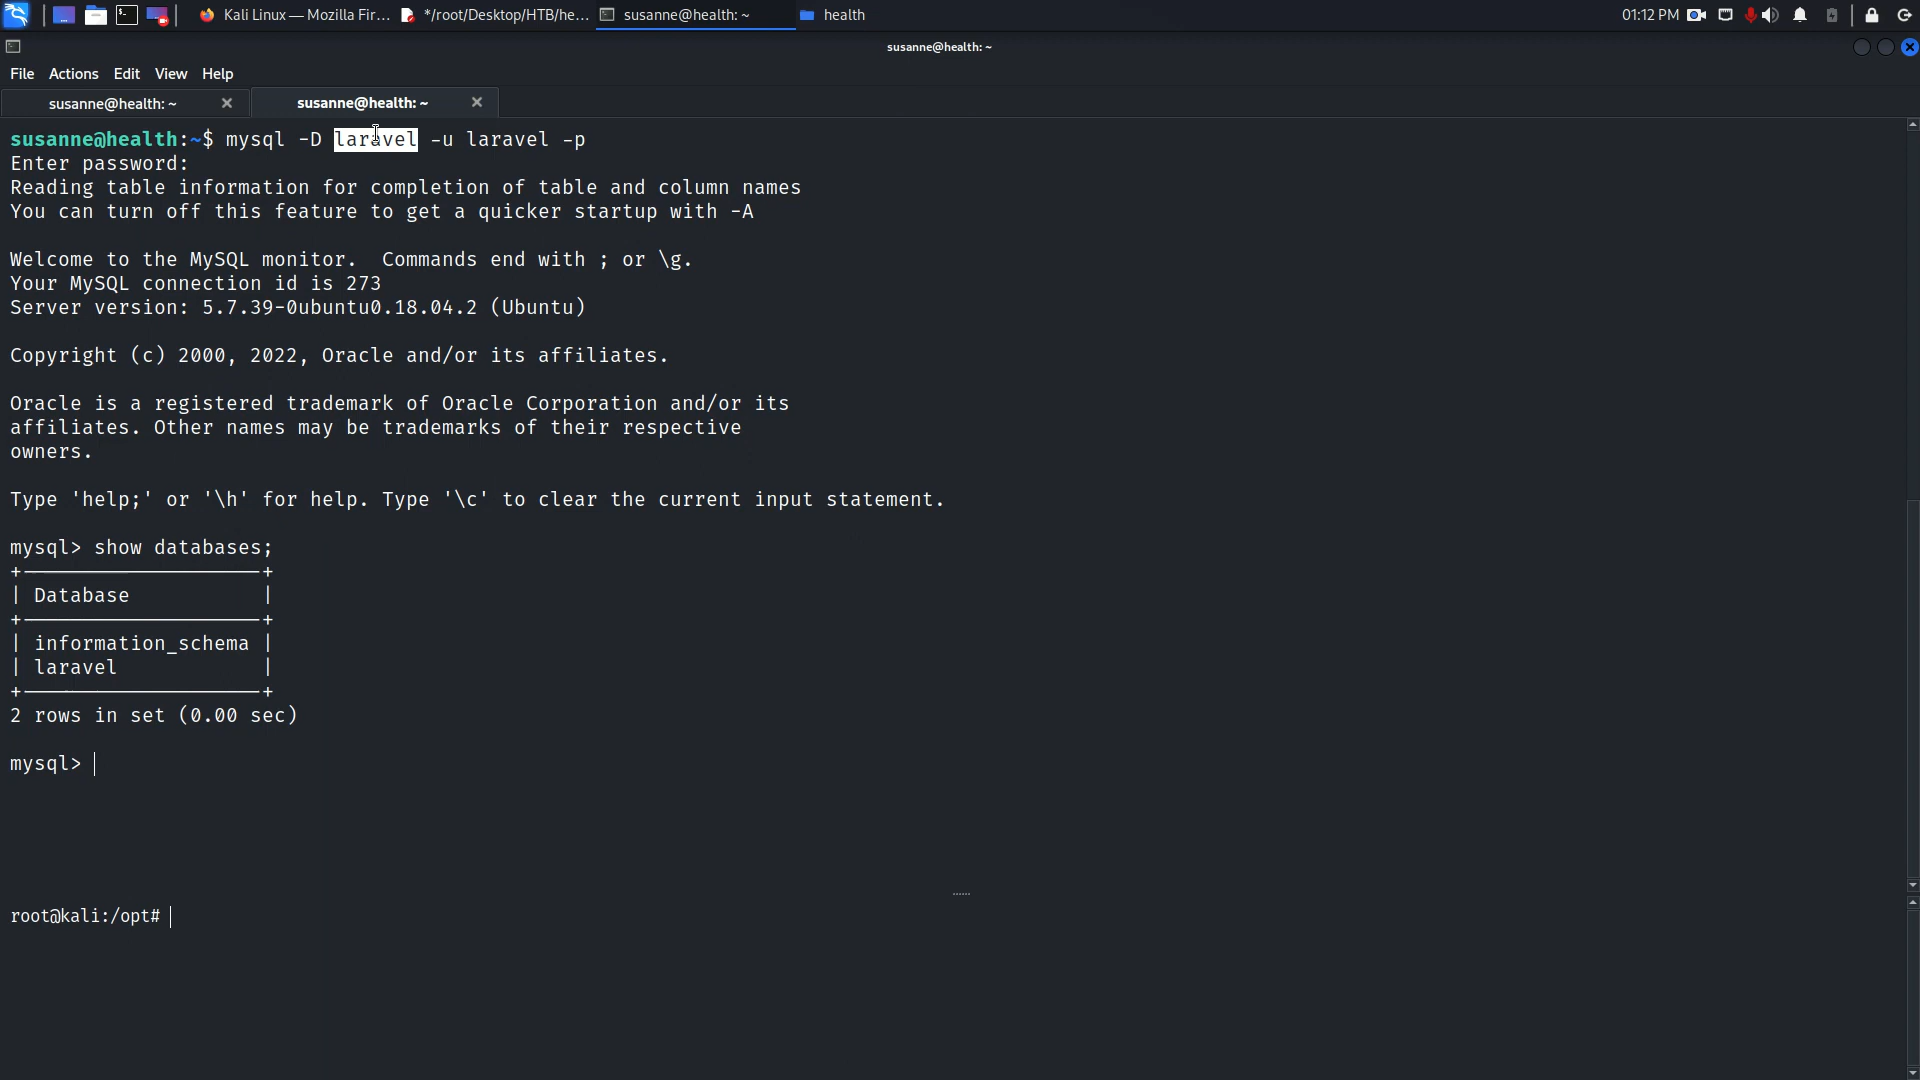 Kali Linux — Mozilla Fir... */root/Desktop/HTB/he... susanne@health: ~ health 01:12 PM
susanne@health: ~
File Actions Edit View Help
susanne@health: ~ susanne@health: ~
susanne@health:~$ mysql -D laravel -u laravel -p
Enter password:
Reading table information for completion of table and column names
You can turn off this feature to get a quicker startup with -A
Welcome to the MySQL monitor.  Commands end with ; or \g.
Your MySQL connection id is 273
Server version: 5.7.39-0ubuntu0.18.04.2 (Ubuntu)
Copyright (c) 2000, 2022, Oracle and/or its affiliates.
Oracle is a registered trademark of Oracle Corporation and/or its
affiliates. Other names may be trademarks of their respective
owners.
Type 'help;' or '\h' for help. Type '\c' to clear the current input statement.
mysql> show databases;
+--------------------+
| Database           |
+--------------------+
| information_schema |
| laravel            |
+--------------------+
2 rows in set (0.00 sec)
mysql>
root@kali:/opt#